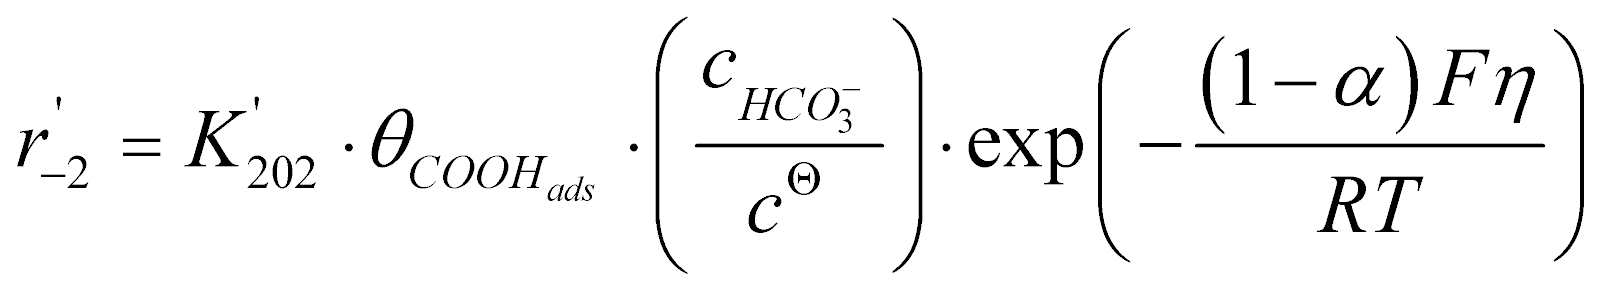 r'_{-2} = K'_{202} · θ_{COOH_{ads}} · (c_{HCO_3^-} / c^Θ) · exp(-(1-α)Fη / RT)